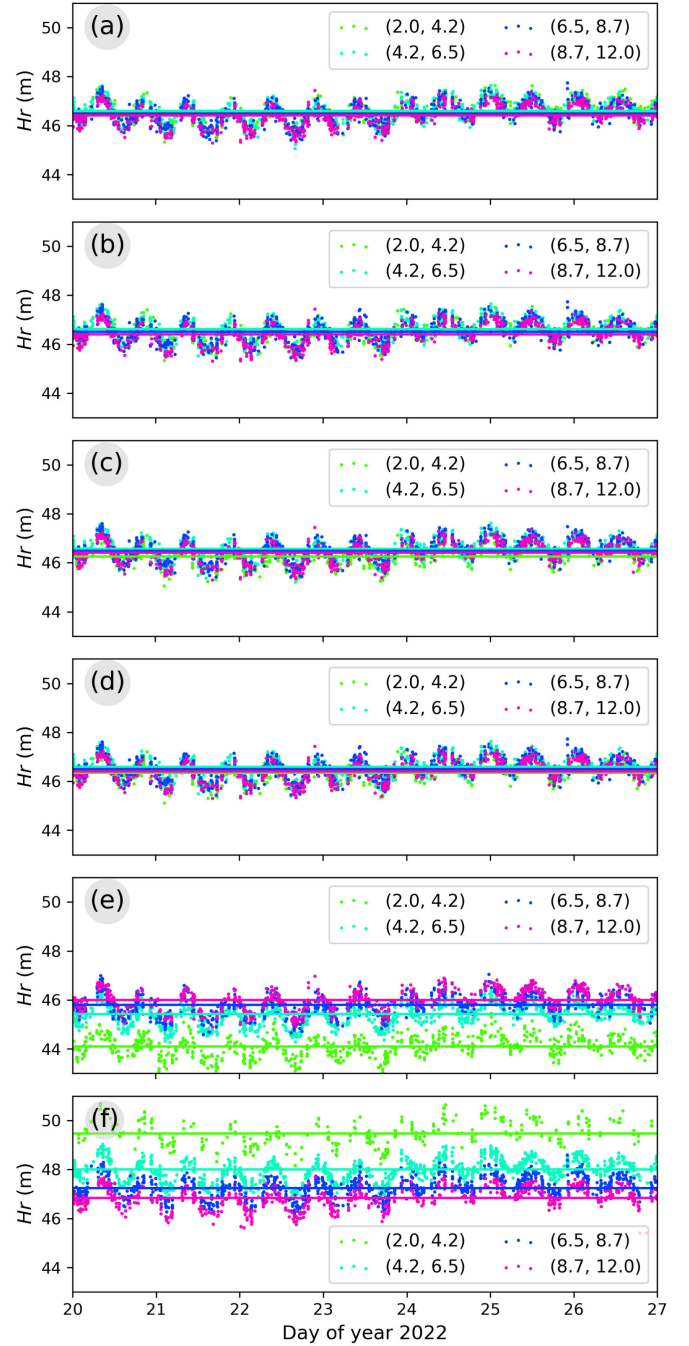 (a)
(2.0, 4.2) (6.5, 8.7)
(4.2, 6.5) (8.7, 12.0)
50
48
46
44
Hr (m)
(b)
(2.0, 4.2) (6.5, 8.7)
(4.2, 6.5) (8.7, 12.0)
50
48
46
44
Hr (m)
(c)
(2.0, 4.2) (6.5, 8.7)
(4.2, 6.5) (8.7, 12.0)
50
48
46
44
Hr (m)
(d)
(2.0, 4.2) (6.5, 8.7)
(4.2, 6.5) (8.7, 12.0)
50
48
46
44
Hr (m)
(e)
(2.0, 4.2) (6.5, 8.7)
(4.2, 6.5) (8.7, 12.0)
50
48
46
44
Hr (m)
(f)
50
48
46
44
Hr (m)
(2.0, 4.2) (6.5, 8.7)
(4.2, 6.5) (8.7, 12.0)
20 21 22 23 24 25 26 27
Day of year 2022